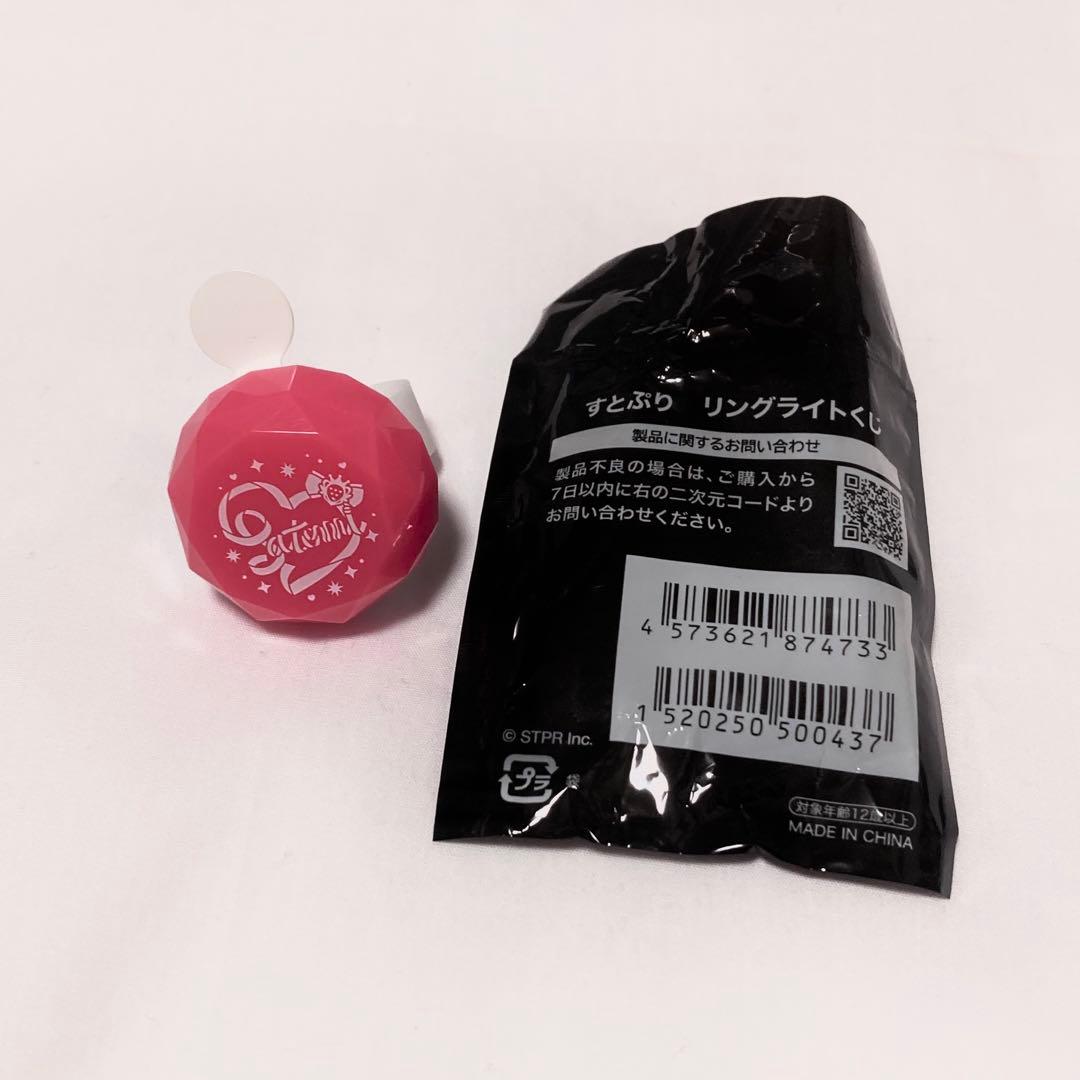 すとぷり リングライトくじ
製品に関するお問い合わせ
製品不良の場合は、ご購入から
7日以内に右の二次元コードより
お問い合わせください。
4 573621 874733
1 520250 500437
© STPR Inc.
プラ 袋
対象年齢12歳以上
MADE IN CHINA